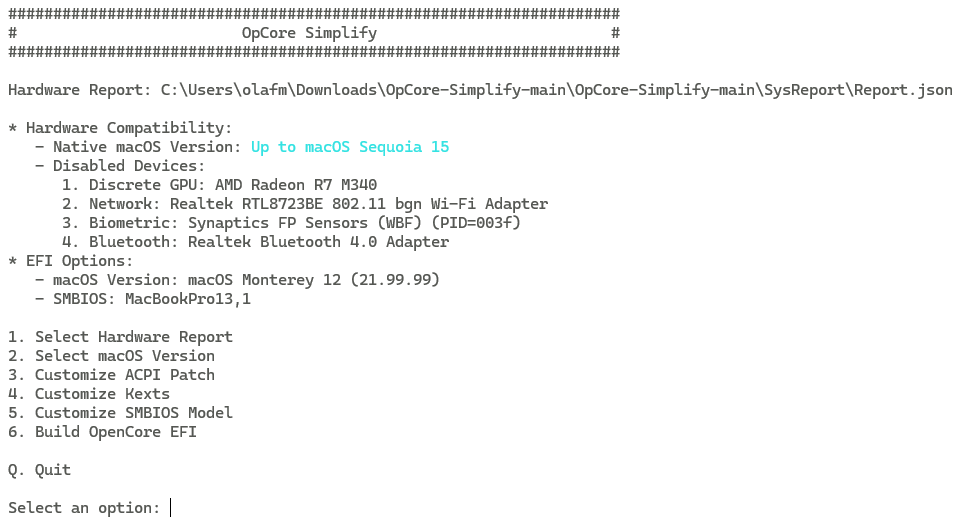 ####################################################################
#                         OpCore Simplify                          #
####################################################################
Hardware Report: C:\Users\olafm\Downloads\OpCore-Simplify-main\OpCore-Simplify-main\SysReport\Report.json
* Hardware Compatibility:
   - Native macOS Version: Up to macOS Sequoia 15
   - Disabled Devices:
      1. Discrete GPU: AMD Radeon R7 M340
      2. Network: Realtek RTL8723BE 802.11 bgn Wi-Fi Adapter
      3. Biometric: Synaptics FP Sensors (WBF) (PID=003f)
      4. Bluetooth: Realtek Bluetooth 4.0 Adapter
* EFI Options:
   - macOS Version: macOS Monterey 12 (21.99.99)
   - SMBIOS: MacBookPro13,1
1. Select Hardware Report
2. Select macOS Version
3. Customize ACPI Patch
4. Customize Kexts
5. Customize SMBIOS Model
6. Build OpenCore EFI
Q. Quit
Select an option: